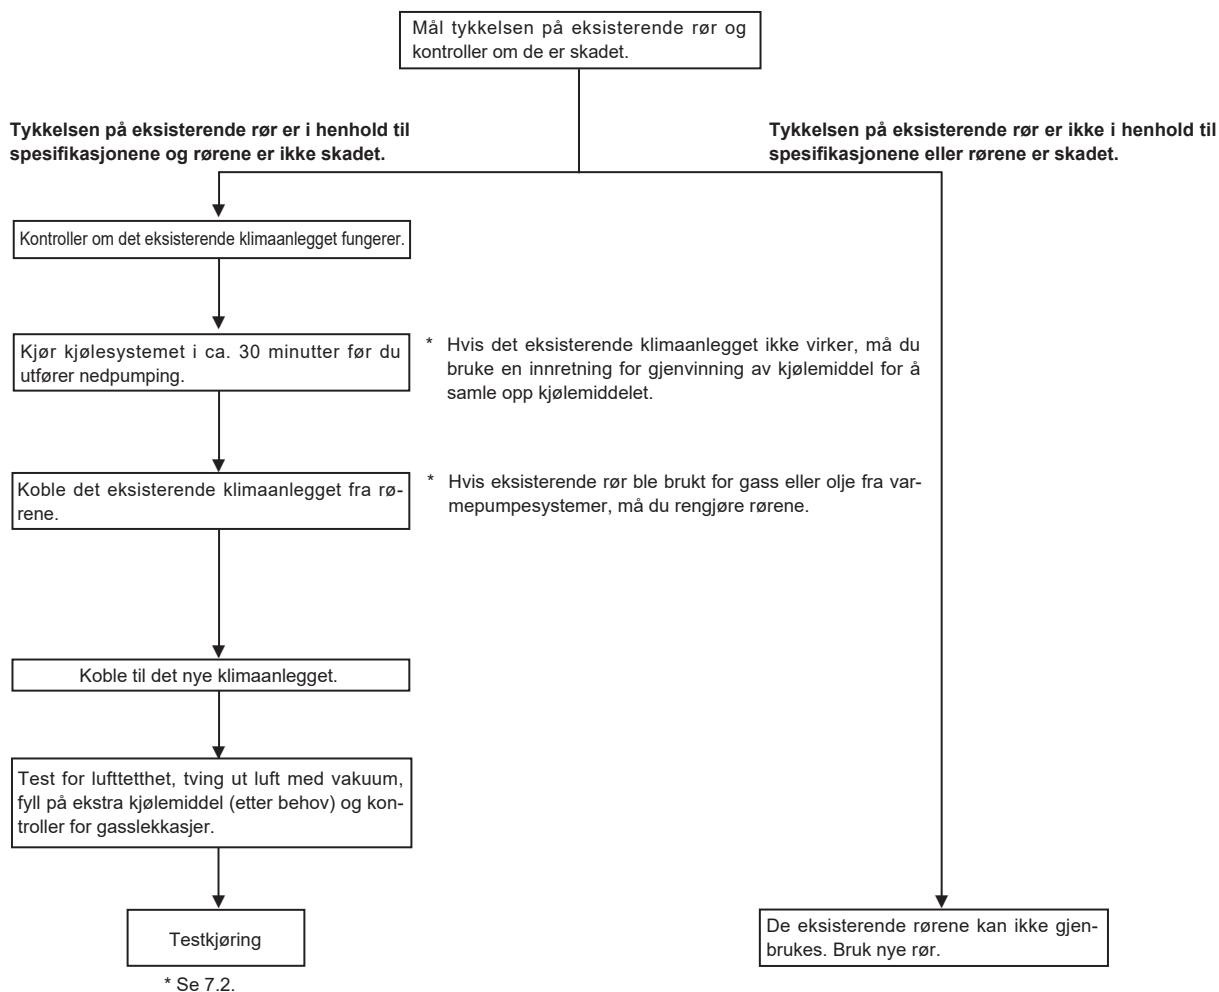 Mål tykkelsen på eksisterende rør og
kontroller om de er skadet.
Tykkelsen på eksisterende rør er i henhold til
spesifikasjonene og rørene er ikke skadet.
Tykkelsen på eksisterende rør er ikke i henhold til
spesifikasjonene eller rørene er skadet.
Kontroller om det eksisterende klimaanlegget fungerer.
Kjør kjølesystemet i ca. 30 minutter før du
utfører nedpumping.
* Hvis det eksisterende klimaanlegget ikke virker, må du
bruke en innretning for gjenvinning av kjølemiddel for å
samle opp kjølemiddelet.
Koble det eksisterende klimaanlegget fra rø-
rene.
* Hvis eksisterende rør ble brukt for gass eller olje fra var-
mepumpesystemer, må du rengjøre rørene.
Koble til det nye klimaanlegget.
Test for lufttetthet, tving ut luft med vakuum,
fyll på ekstra kjølemiddel (etter behov) og kon-
troller for gasslekkasjer.
Testkjøring
* Se 7.2.
De eksisterende rørene kan ikke gjen-
brukes. Bruk nye rør.